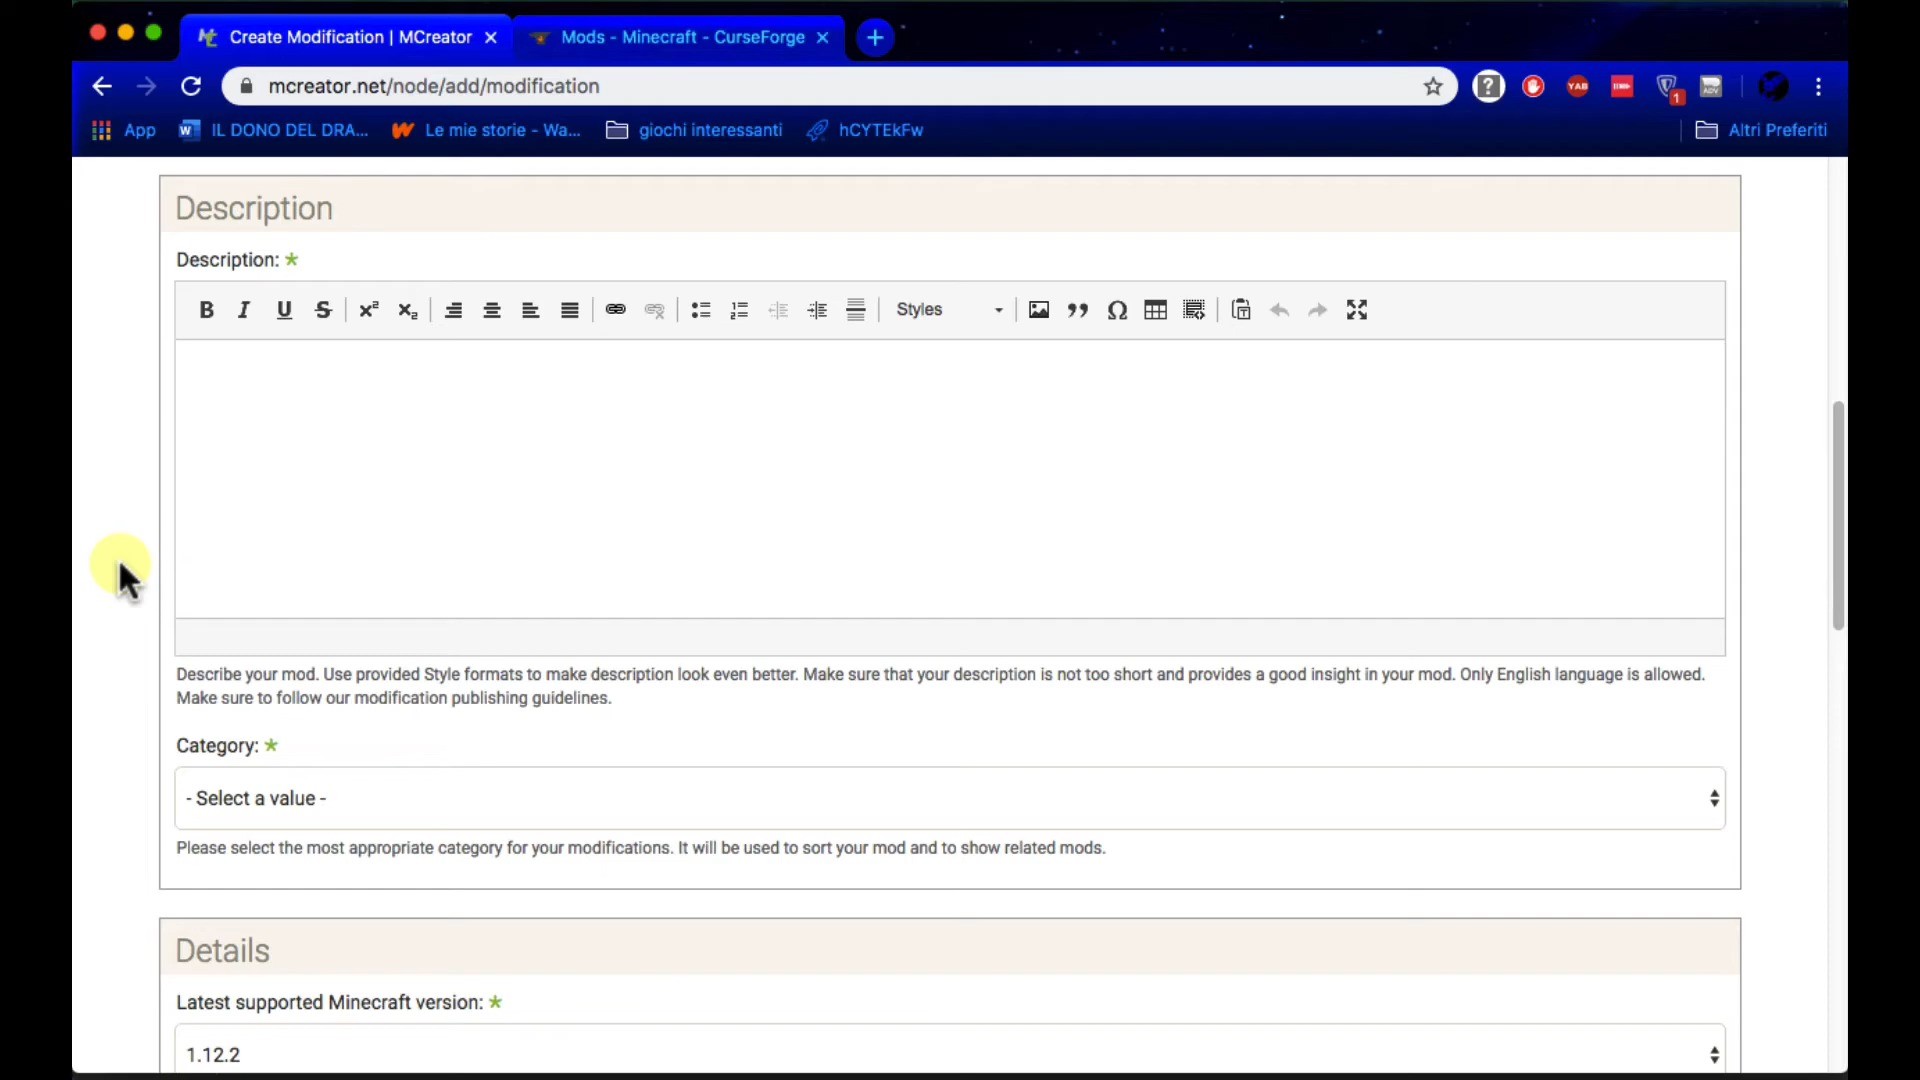 Create Modification | MCreator
Mods - Minecraft - CurseForge
mcreator.net/node/add/modification
YAB
ADV
1
App
IL DONO DEL DRA...
Le mie storie - Wa...
giochi interessanti
hCYTEkFw
Altri Preferiti
Description
Description: *
B I U S x² x₂
Styles
Describe your mod. Use provided Style formats to make description look even better. Make sure that your description is not too short and provides a good insight in your mod. Only English language is allowed.
Make sure to follow our modification publishing guidelines.
Category: *
- Select a value -
Please select the most appropriate category for your modifications. It will be used to sort your mod and to show related mods.
Details
Latest supported Minecraft version: *
1.12.2